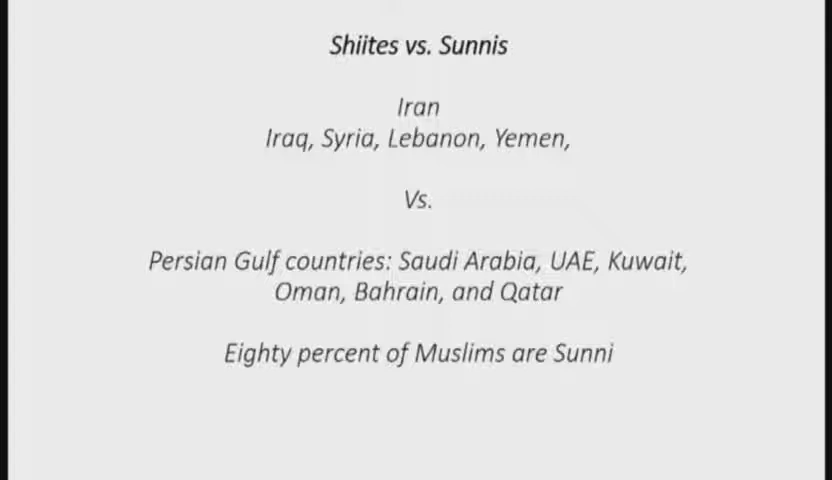 Shiites vs. Sunnis
Iran
Iraq, Syria, Lebanon, Yemen,
Vs.
Persian Gulf countries: Saudi Arabia, UAE, Kuwait,
Oman, Bahrain, and Qatar
Eighty percent of Muslims are Sunni